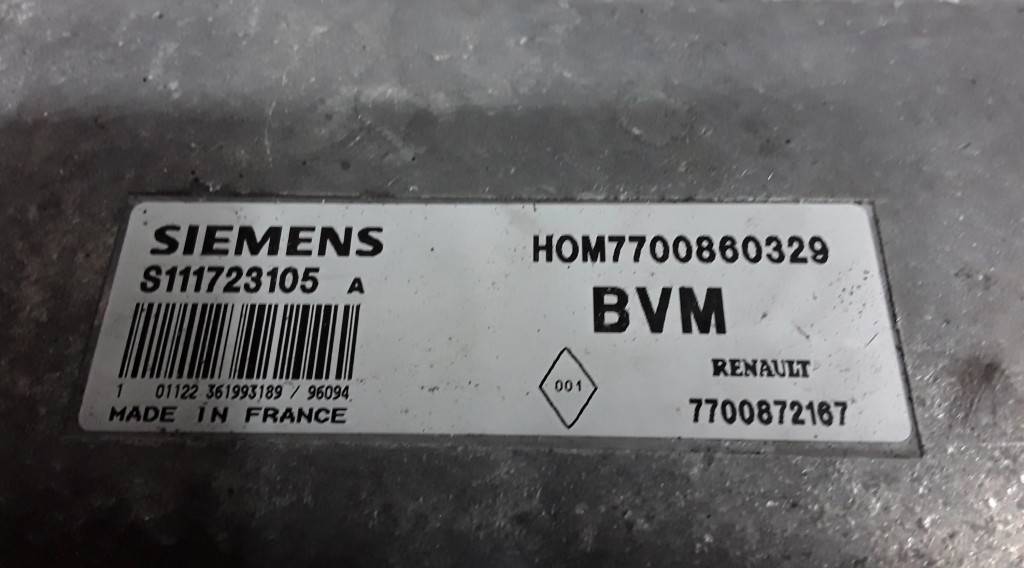 SIEMENS
S111723105 A
1 01122 361993189 / 96094
MADE IN FRANCE
HOM7700860329
BVM
001
RENAULT
7700872167